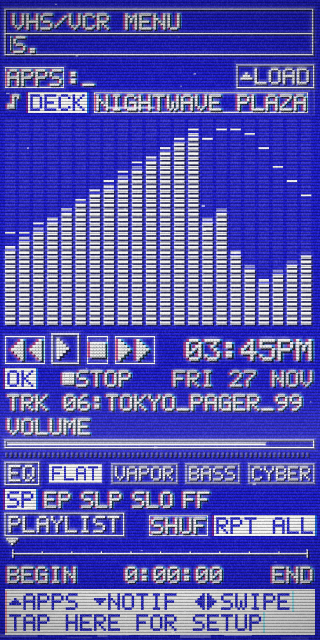 VHS/VCR MENU
S.
APPS:_ ▲LOAD
♪ DECK NIGHTWAVE PLAZA
03:45PM
OK ■STOP FRI 27 NOV
TRK 06:TOKYO_PAGER_99
VOLUME
EQ FLAT VAPOR BASS CYBER
SP EP SLP SLO FF
PLAYLIST SHUF RPT ALL
BEGIN 0:00:00 END
▲APPS ▼NOTIF ◀▶SWIPE
TAP HERE FOR SETUP